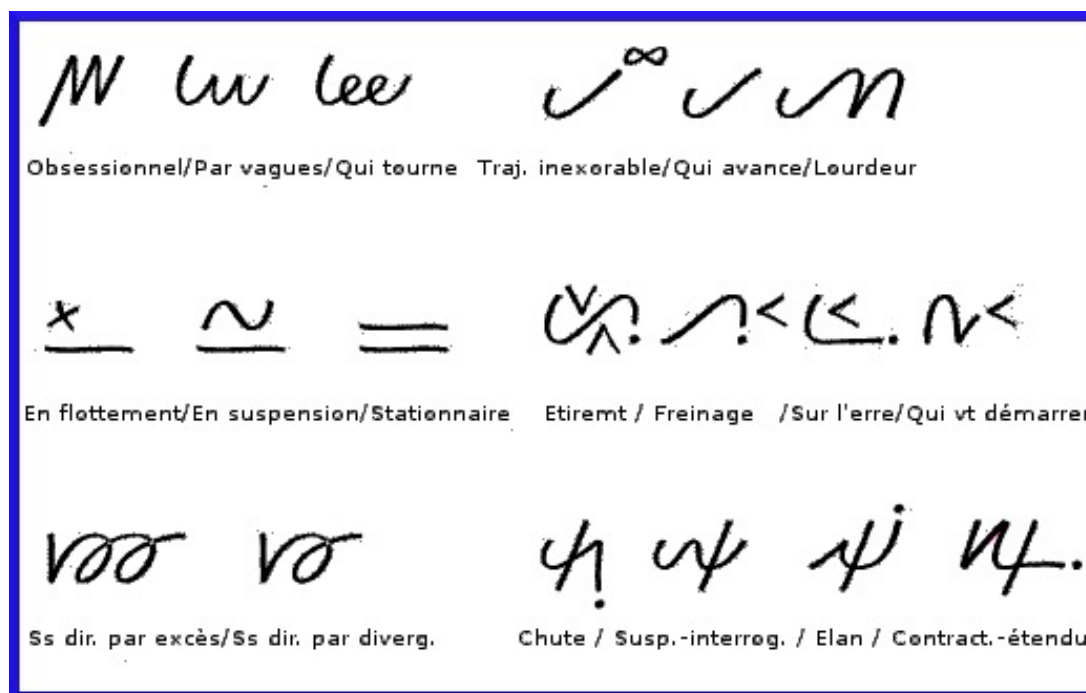 Obsessionnel/Par vagues/Qui tourne Traj. inexorable/Qui avance/Lourdeur
En flottement/En suspension/Stationnaire Etiremt / Freinage /Sur l'erre/Qui vt démarrer
Ss dir. par excès/Ss dir. par diverg. Chute / Susp.-interrog. / Elan / Contract.-étendu